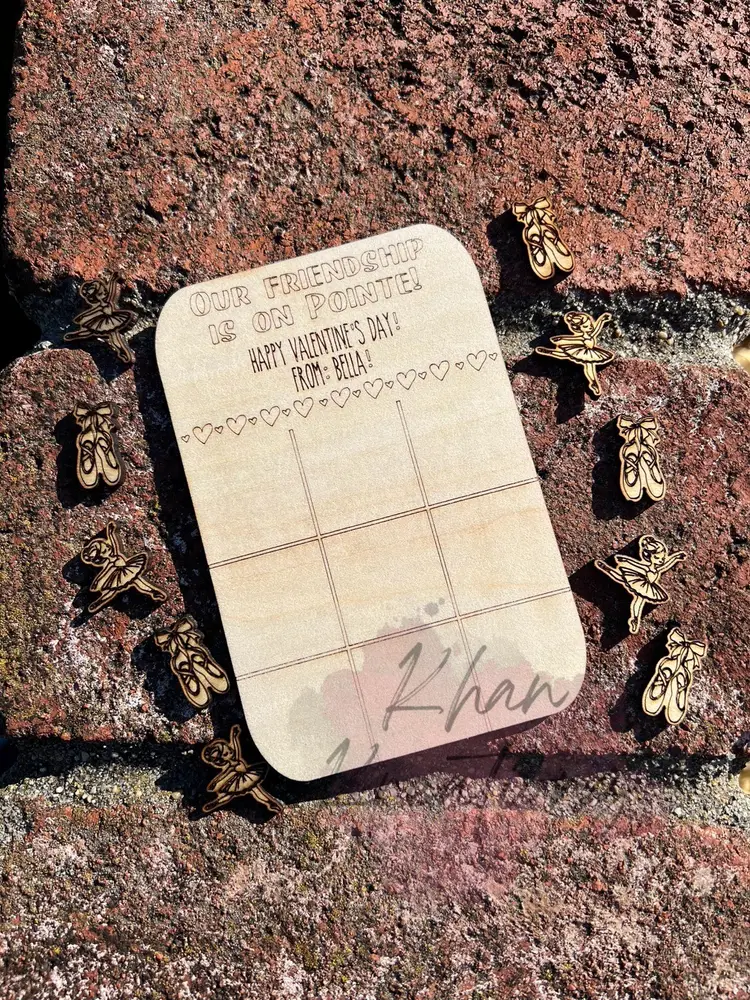 Our Friendship
is on Pointe!
Happy Valentine's Day!
From: Bella!
Khan